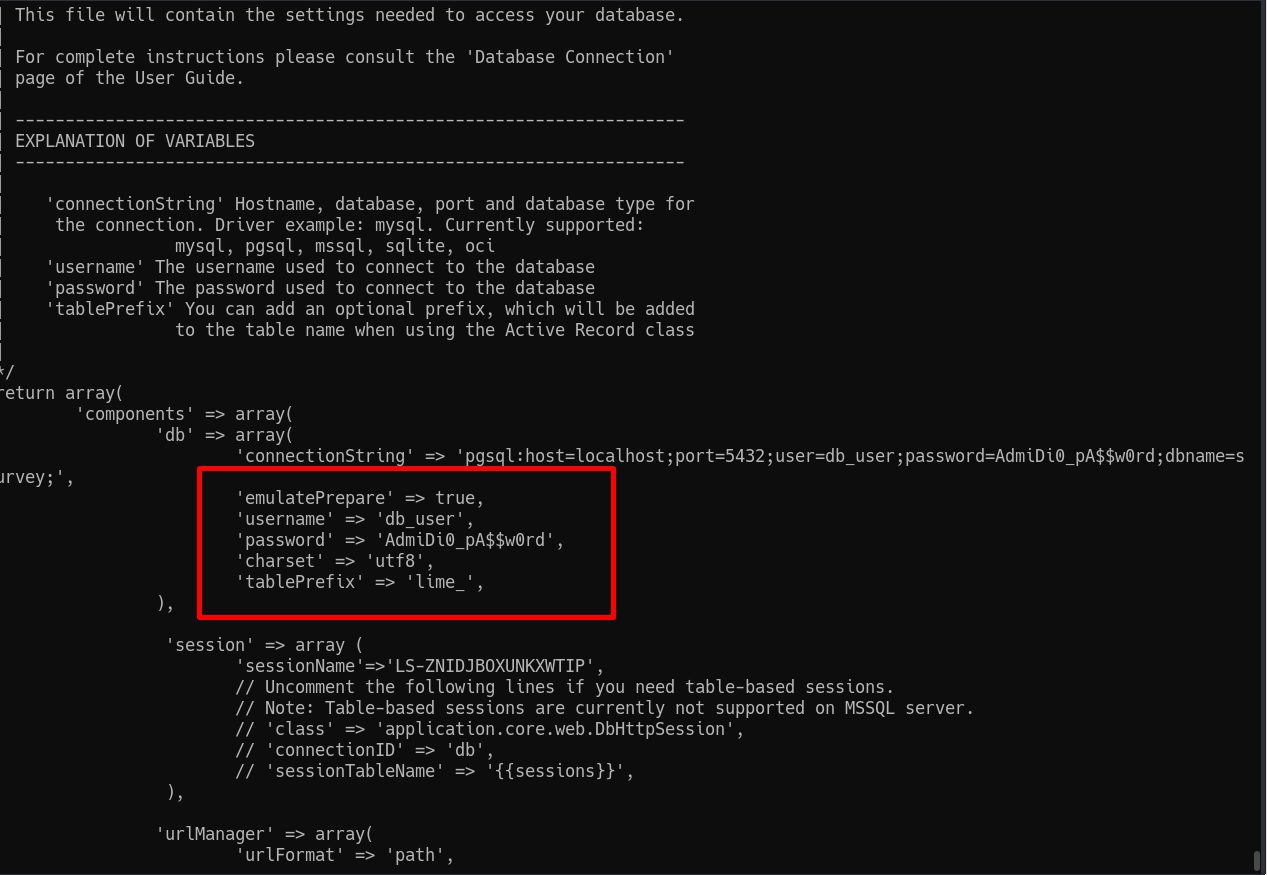 | This file will contain the settings needed to access your database.
|
| For complete instructions please consult the 'Database Connection'
| page of the User Guide.
|
| -------------------------------------------------------------------
| EXPLANATION OF VARIABLES
| -------------------------------------------------------------------
|
|    'connectionString' Hostname, database, port and database type for
|     the connection. Driver example: mysql. Currently supported:
|                 mysql, pgsql, mssql, sqlite, oci
|    'username' The username used to connect to the database
|    'password' The password used to connect to the database
|    'tablePrefix' You can add an optional prefix, which will be added
|                 to the table name when using the Active Record class
|
*/
return array(
        'components' => array(
                'db' => array(
                        'connectionString' => 'pgsql:host=localhost;port=5432;user=db_user;password=AdmiDi0_pA$$w0rd;dbname=s
urvey;',
                        'emulatePrepare' => true,
                        'username' => 'db_user',
                        'password' => 'AdmiDi0_pA$$w0rd',
                        'charset' => 'utf8',
                        'tablePrefix' => 'lime_',
                ),

                 'session' => array (
                        'sessionName'=>'LS-ZNIDJBOXUNKXWTIP',
                        // Uncomment the following lines if you need table-based sessions.
                        // Note: Table-based sessions are currently not supported on MSSQL server.
                        // 'class' => 'application.core.web.DbHttpSession',
                        // 'connectionID' => 'db',
                        // 'sessionTableName' => '{{sessions}}',
                 ),

                'urlManager' => array(
                        'urlFormat' => 'path',